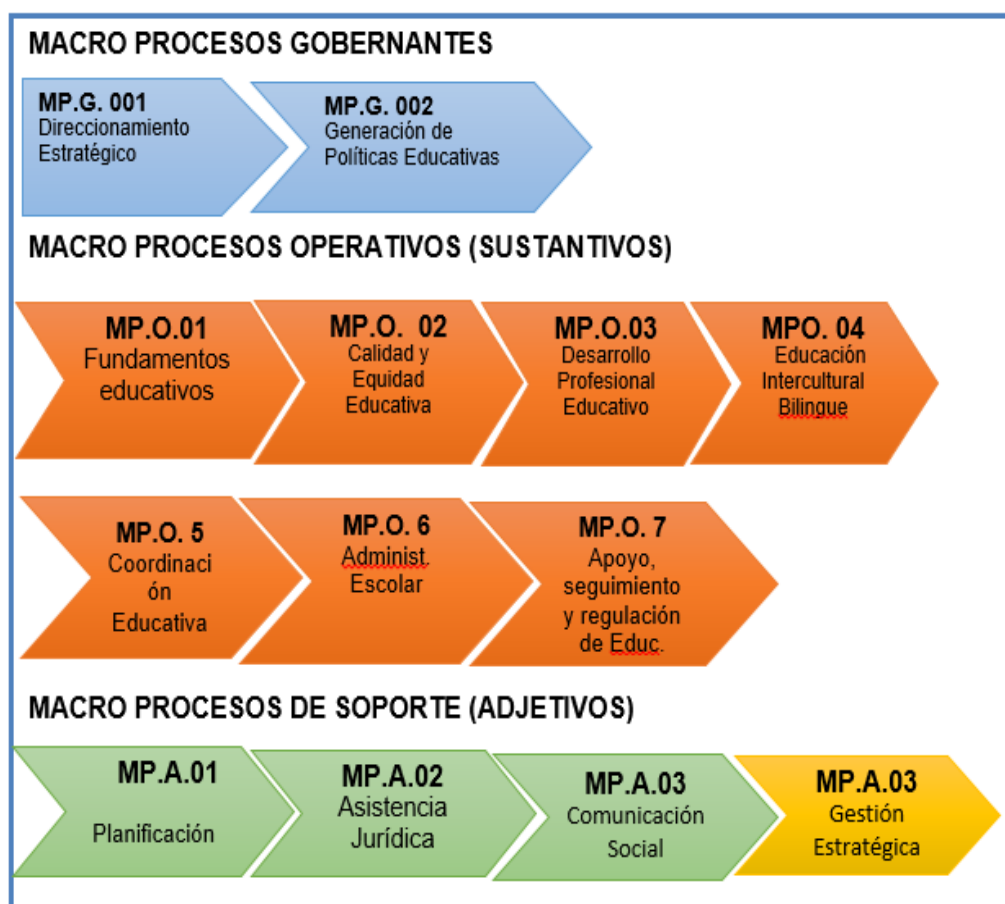 MACRO PROCESOS GOBERNANTES
MP.G. 001
Direccionamiento
Estratégico
MP.G. 002
Generación de
Políticas Educativas
MACRO PROCESOS OPERATIVOS (SUSTANTIVOS)
MP.O.01
Fundamentos
educativos
MP.O. 02
Calidad y
Equidad
Educativa
MP.O.03
Desarrollo
Profesional
Educativo
MPO. 04
Educación
Intercultural
Bilingue
MP.O. 5
Coordinaci
ón
Educativa
MP.O. 6
Administ.
Escolar
MP.O. 7
Apoyo,
seguimiento
y regulación
de Educ.
MACRO PROCESOS DE SOPORTE (ADJETIVOS)
MP.A.01
Planificación
MP.A.02
Asistencia
Jurídica
MP.A.03
Comunicación
Social
MP.A.03
Gestión
Estratégica